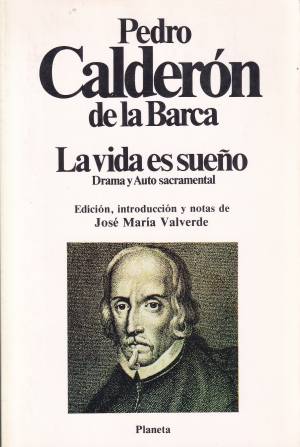 Pedro
Calderón
de la Barca
La vida es sueño
Drama y Auto sacramental
Edición, introducción y notas de
José María Valverde
Planeta